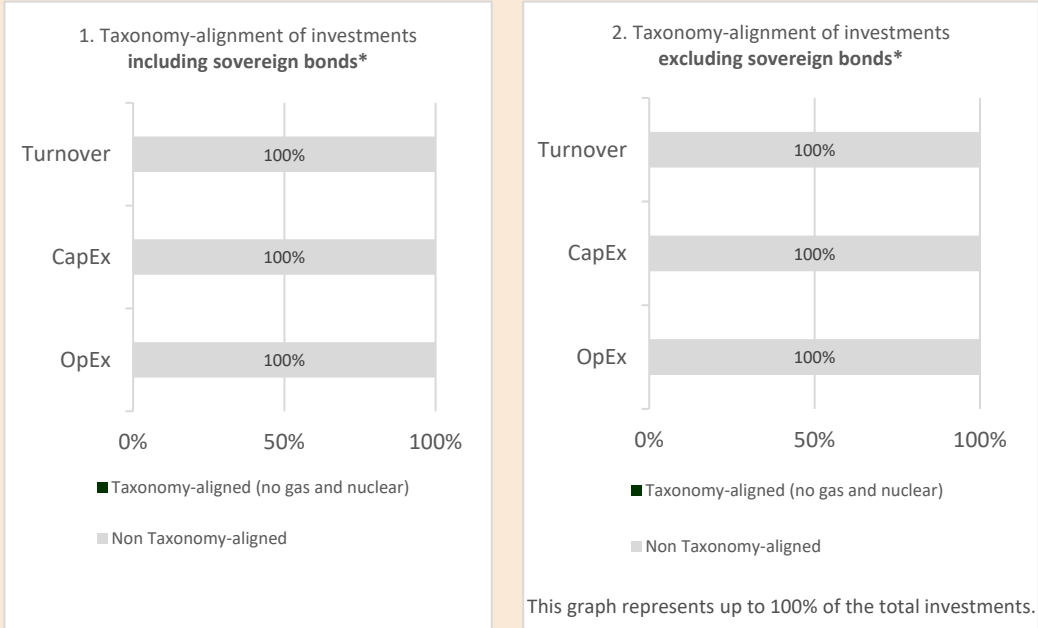 1. Taxonomy-alignment of investments
including sovereign bonds*
Turnover
100%
CapEx
100%
OpEx
100%
0%
50%
100%
Taxonomy-aligned (no gas and nuclear)
Non Taxonomy-aligned
2. Taxonomy-alignment of investments
excluding sovereign bonds*
Turnover
100%
CapEx
100%
OpEx
100%
0%
50%
100%
Taxonomy-aligned (no gas and nuclear)
Non Taxonomy-aligned
This graph represents up to 100% of the total investments.